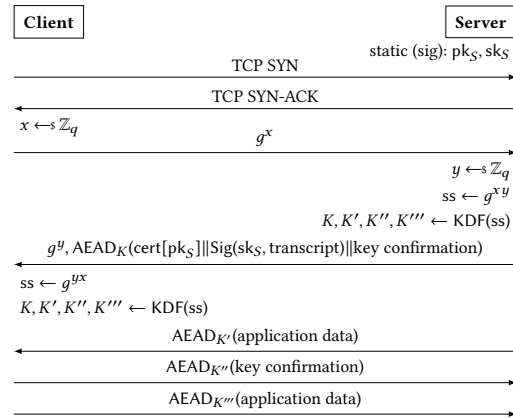 Client Server
static (sig): pk_S, sk_S
TCP SYN
TCP SYN-ACK
x ←$ ℤ_q
g^x
y ←$ ℤ_q
ss ← g^{xy}
K, K′, K″, K‴ ← KDF(ss)
g^y, AEAD_K(cert[pk_S]‖Sig(sk_S, transcript)‖key confirmation)
ss ← g^{yx}
K, K′, K″, K‴ ← KDF(ss)
AEAD_{K′}(application data)
AEAD_{K″}(key confirmation)
AEAD_{K‴}(application data)